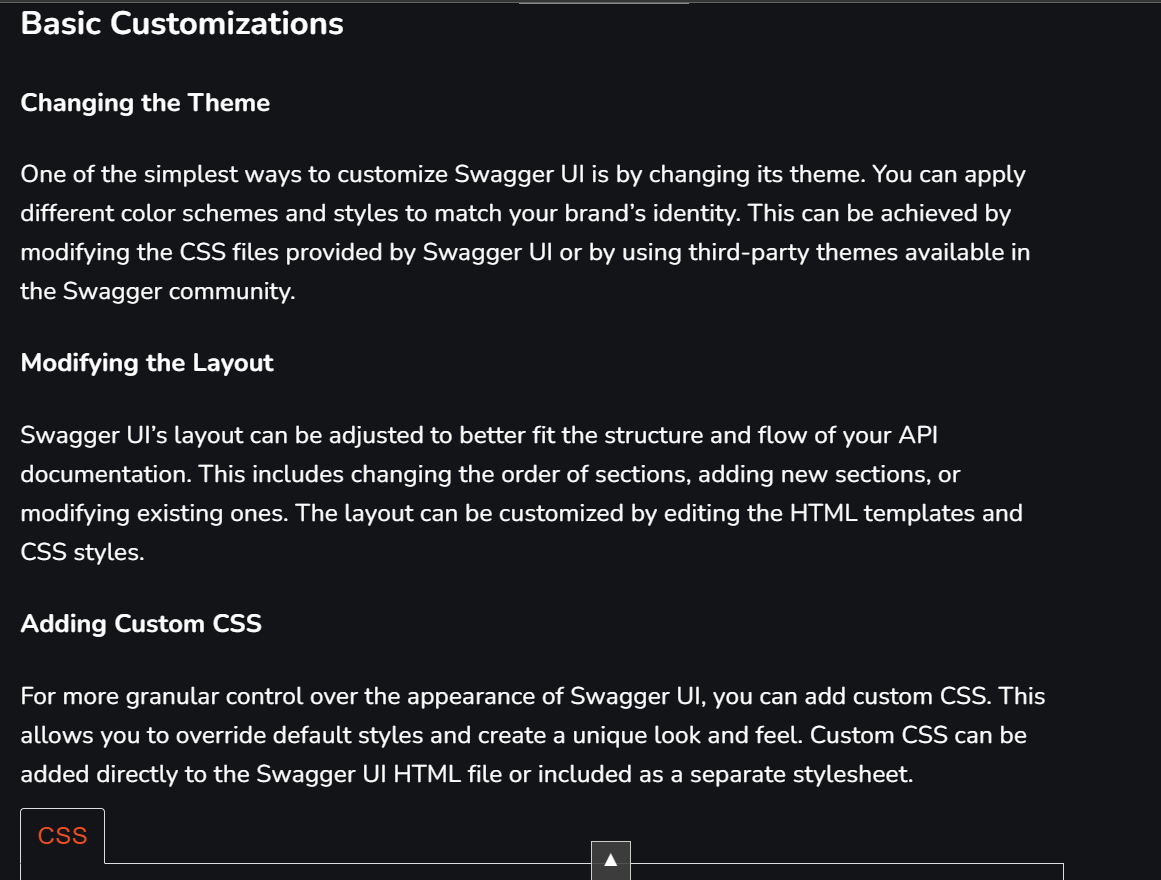 Basic Customizations
Changing the Theme
One of the simplest ways to customize Swagger UI is by changing its theme. You can apply
different color schemes and styles to match your brand’s identity. This can be achieved by
modifying the CSS files provided by Swagger UI or by using third-party themes available in
the Swagger community.
Modifying the Layout
Swagger UI’s layout can be adjusted to better fit the structure and flow of your API
documentation. This includes changing the order of sections, adding new sections, or
modifying existing ones. The layout can be customized by editing the HTML templates and
CSS styles.
Adding Custom CSS
For more granular control over the appearance of Swagger UI, you can add custom CSS. This
allows you to override default styles and create a unique look and feel. Custom CSS can be
added directly to the Swagger UI HTML file or included as a separate stylesheet.
CSS